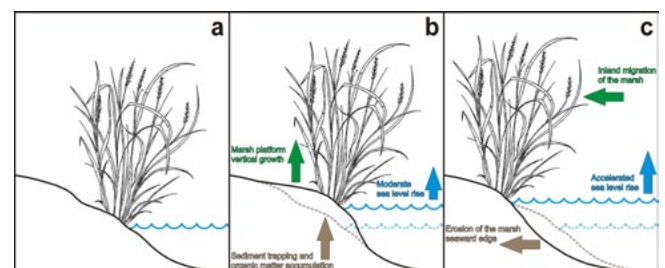 a
b
c
Marsh platform
vertical growth
Moderate
sea level rise
Sediment trapping and
organic matter accumulation
Inland migration
of the marsh
Accelerated
sea level rise
Erosion of the marsh
seaward edge